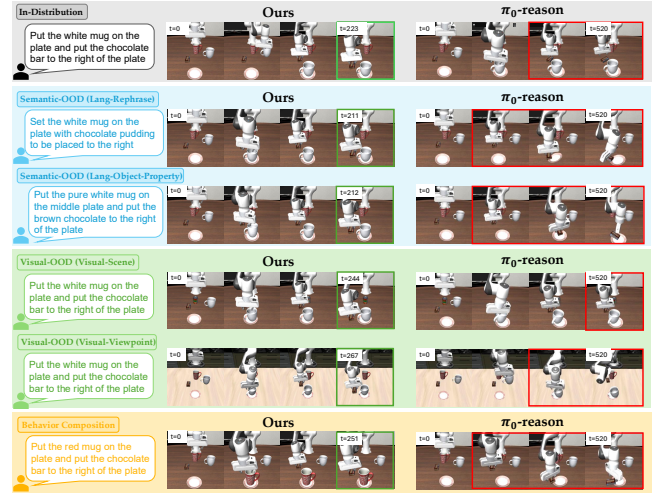 In-Distribution
Ours
π0-reason
Put the white mug on the
plate and put the chocolate
bar to the right of the plate
t=0
t=223
t=0
t=520
Semantic-OOD (Lang-Rephrase)
Ours
π0-reason
Set the white mug on the
plate with chocolate pudding
to be placed to the right
t=0
t=211
t=0
t=520
Semantic-OOD (Lang-Object-Property)
Put the pure white mug on
the middle plate and put the
brown chocolate to the right
of the plate
t=0
t=212
t=0
t=520
Visual-OOD (Visual-Scene)
Ours
π0-reason
Put the white mug on the
plate and put the chocolate
bar to the right of the plate
t=0
t=244
t=0
t=520
Visual-OOD (Visual-Viewpoint)
Put the white mug on the
plate and put the chocolate
bar to the right of the plate
t=0
t=267
t=0
t=520
Behavior Composition
Ours
π0-reason
Put the red mug on the
plate and put the chocolate
bar to the right of the plate
t=0
t=251
t=0
t=520